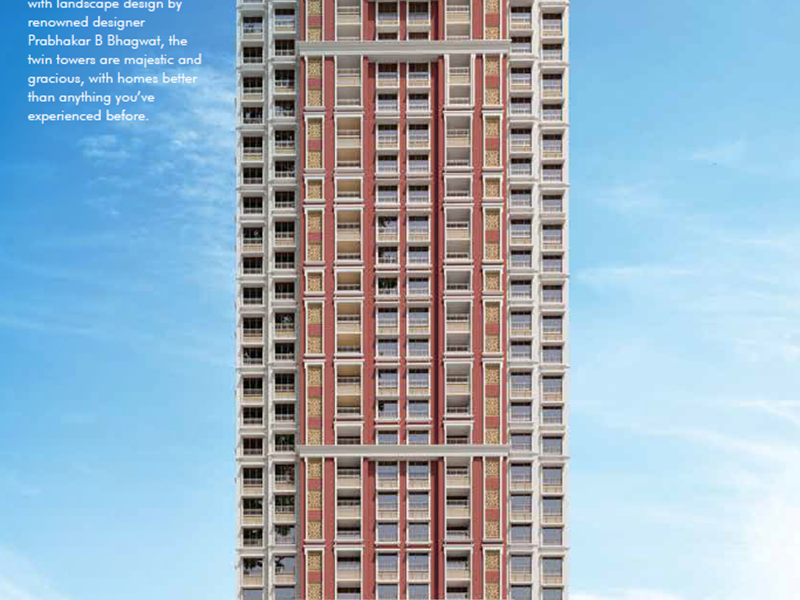 with landscape design by
renowned designer
Prabhakar B Bhagwat, the
twin towers are majestic and
gracious, with homes better
than anything you've
experienced before.